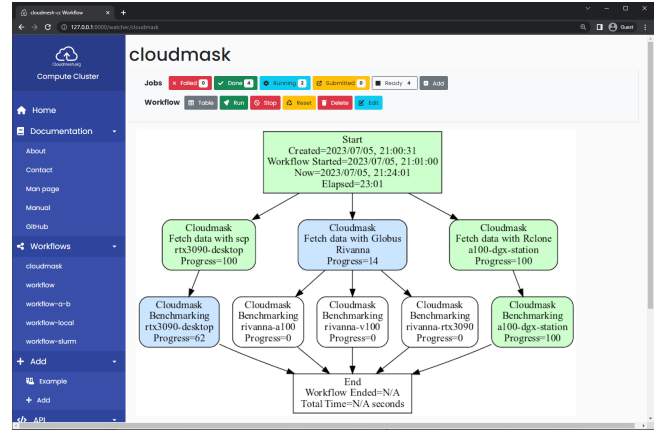 cloudmesh-cc Workflow
127.0.0.1:8000/watcher/cloudmask
Guest
Cloudmesh.org
Compute Cluster
Home
Documentation
About
Contact
Man page
Manual
GitHub
Workflows
cloudmask
workflow
workflow-a-b
workflow-local
workflow-slurm
Add
Example
Add
API
cloudmask
Jobs Failed 0 Done 4 Running 3 Submitted 0 Ready 4 Add
Workflow Table Run Stop Reset Delete Edit
Start
Created=2023/07/05, 21:00:31
Workflow Started=2023/07/05, 21:01:00
Now=2023/07/05, 21:24:01
Elapsed=23:01
Cloudmask
Fetch data with scp
rtx3090-desktop
Progress=100
Cloudmask
Fetch data with Globus
Rivanna
Progress=14
Cloudmask
Fetch data with Rclone
a100-dgx-station
Progress=100
Cloudmask
Benchmarking
rtx3090-desktop
Progress=62
Cloudmask
Benchmarking
rivanna-a100
Progress=0
Cloudmask
Benchmarking
rivanna-v100
Progress=0
Cloudmask
Benchmarking
rivanna-rtx3090
Progress=0
Cloudmask
Benchmarking
a100-dgx-station
Progress=100
End
Workflow Ended=N/A
Total Time=N/A seconds